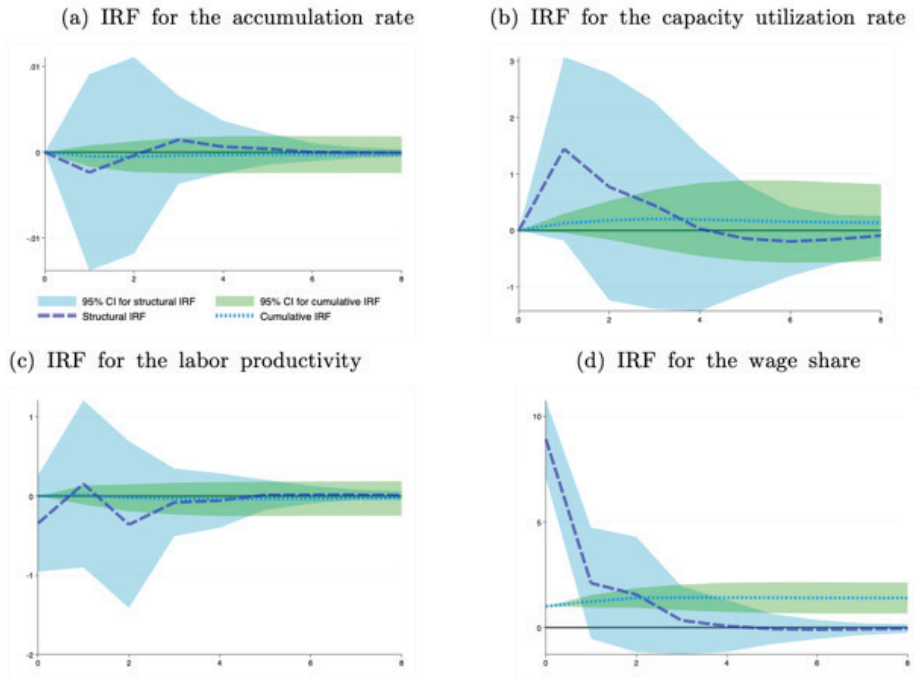 (a) IRF for the accumulation rate
(b) IRF for the capacity utilization rate
.01
0
-.01
0 2 4 6 8
3
2
1
0
-1
0 2 4 6 8
95% CI for structural IRF
95% CI for cumulative IRF
Structural IRF
Cumulative IRF
(c) IRF for the labor productivity
(d) IRF for the wage share
1
0
-1
-2
0 2 4 6 8
10
5
0
0 2 4 6 8